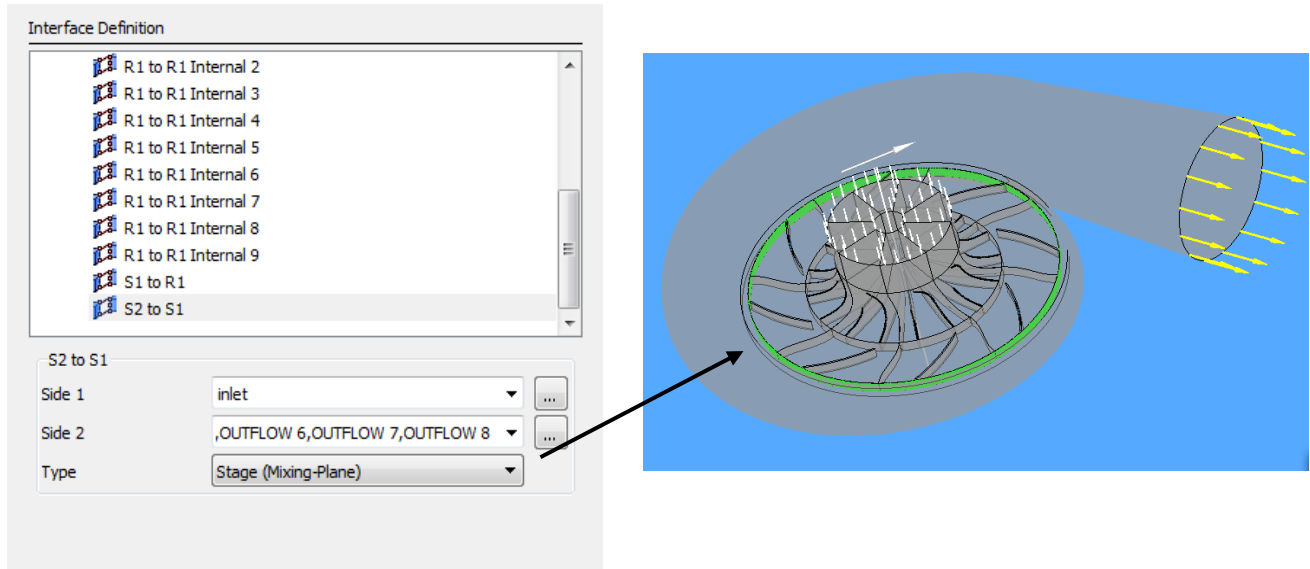 Interface Definition
R1 to R1 Internal 2
R1 to R1 Internal 3
R1 to R1 Internal 4
R1 to R1 Internal 5
R1 to R1 Internal 6
R1 to R1 Internal 7
R1 to R1 Internal 8
R1 to R1 Internal 9
S1 to R1
S2 to S1
S2 to S1
Side 1 inlet ...
Side 2 ,OUTFLOW 6,OUTFLOW 7,OUTFLOW 8 ...
Type Stage (Mixing-Plane)